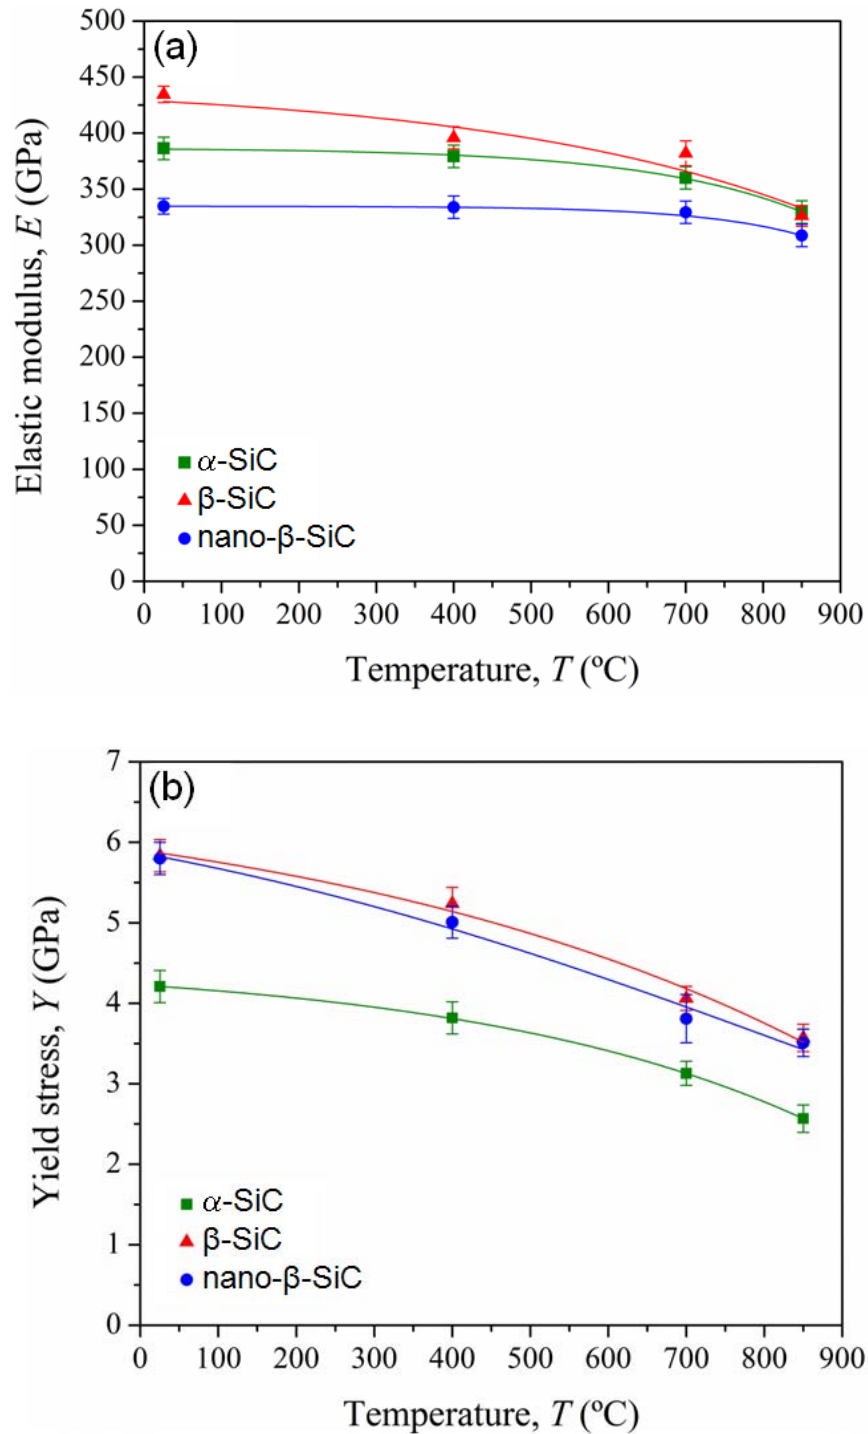 (a)
500
450
400
350
300
250
200
150
100
50
0
Elastic modulus, E (GPa)
α-SiC
β-SiC
nano-β-SiC
0 100 200 300 400 500 600 700 800 900
Temperature, T (ºC)
(b)
7
6
5
4
3
2
1
0
Yield stress, Y (GPa)
α-SiC
β-SiC
nano-β-SiC
0 100 200 300 400 500 600 700 800 900
Temperature, T (ºC)